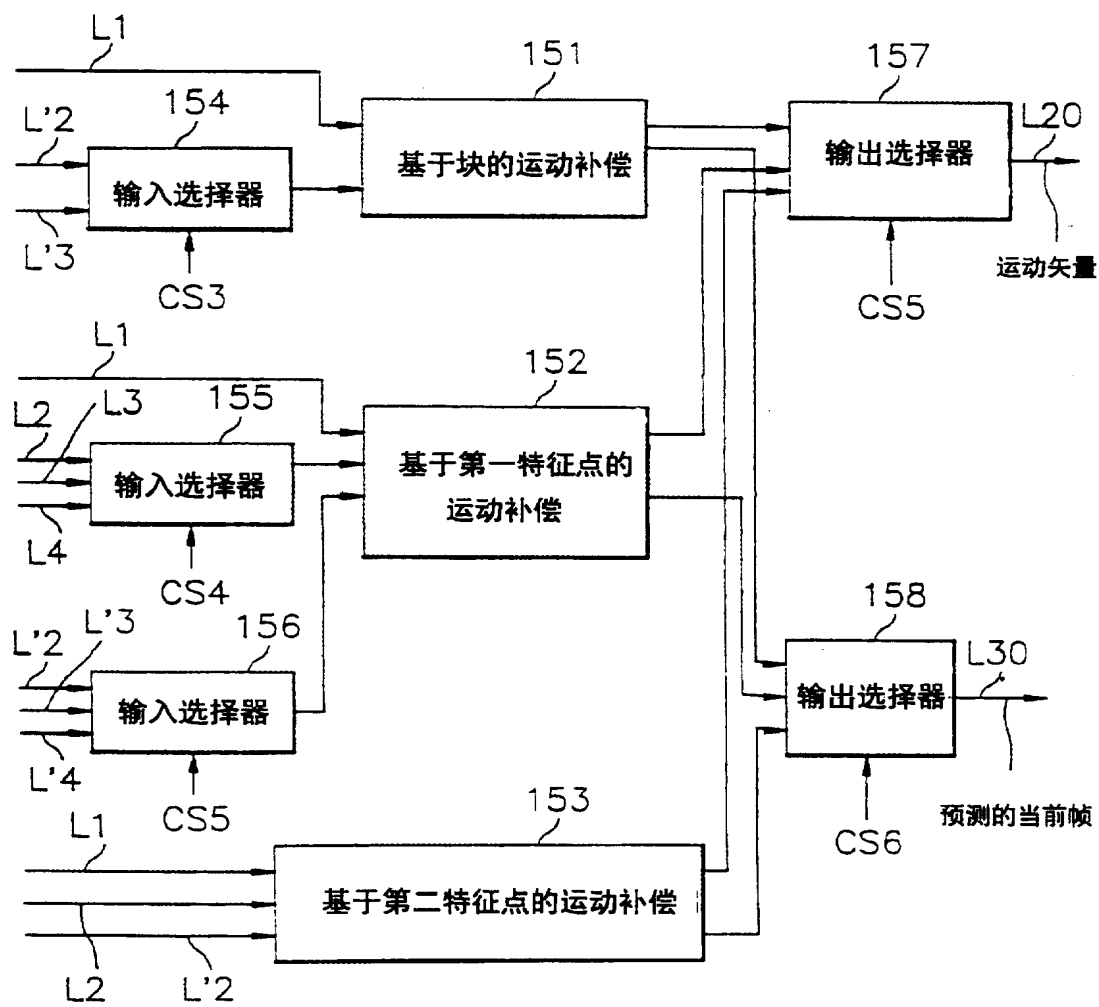 L1
151
157
L'2
154
L20
基于块的运动补偿
输出选择器
输入选择器
L'3
运动矢量
CS3
CS5
L1
152
L2
L3
155
基于第一特征点的
运动补偿
输入选择器
L4
CS4
158
L'2
L'3
156
L30
输出选择器
输入选择器
L'4
CS5
153
预测的当前帧
L1
CS6
基于第二特征点的运动补偿
L2
L'2